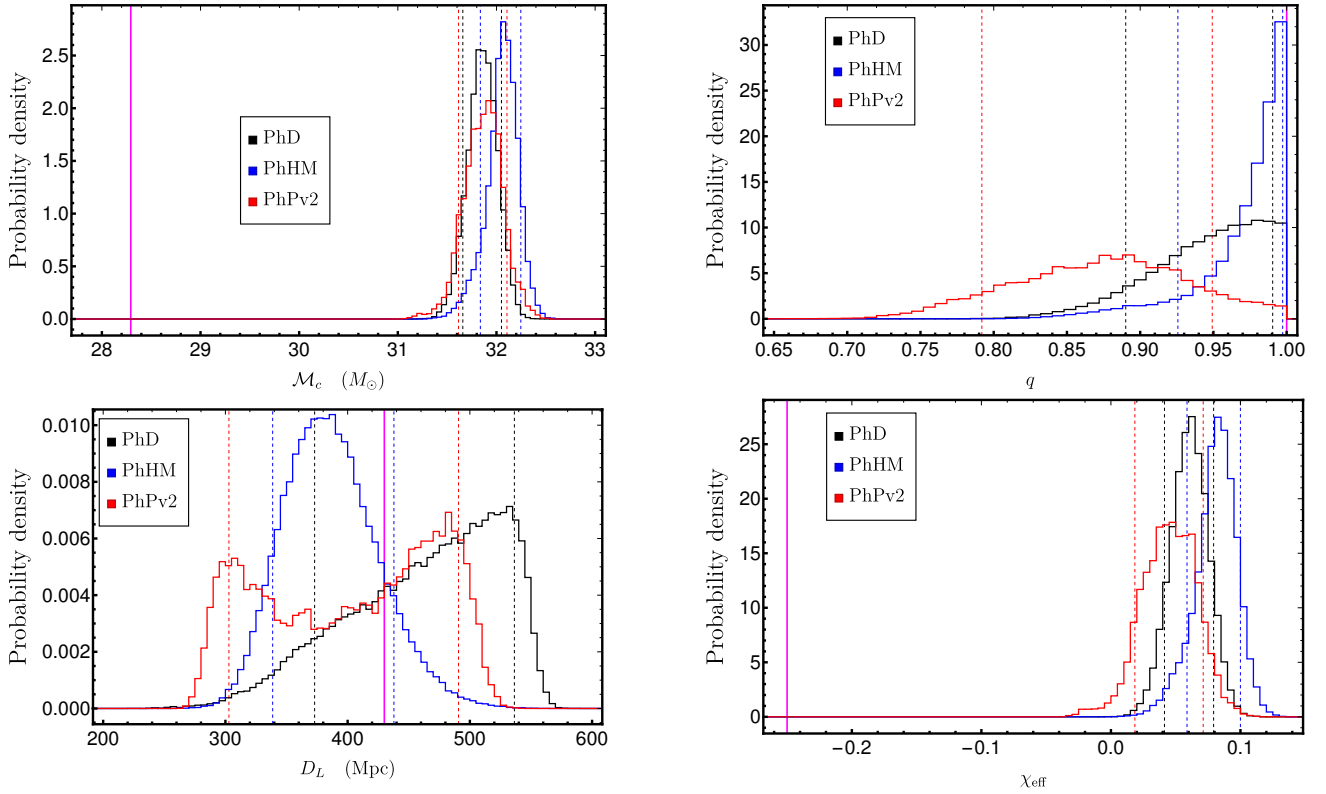 Probability density
2.5
2.0
1.5
1.0
0.5
0.0
PhD
PhHM
PhPv2
28 29 30 31 32 33
ℳc (M⊙)
Probability density
30
25
20
15
10
5
0
PhD
PhHM
PhPv2
0.65 0.70 0.75 0.80 0.85 0.90 0.95 1.00
q
Probability density
0.010
0.008
0.006
0.004
0.002
0.000
PhD
PhHM
PhPv2
200 300 400 500 600
D_L (Mpc)
Probability density
25
20
15
10
5
0
PhD
PhHM
PhPv2
−0.2 −0.1 0.0 0.1
χeff